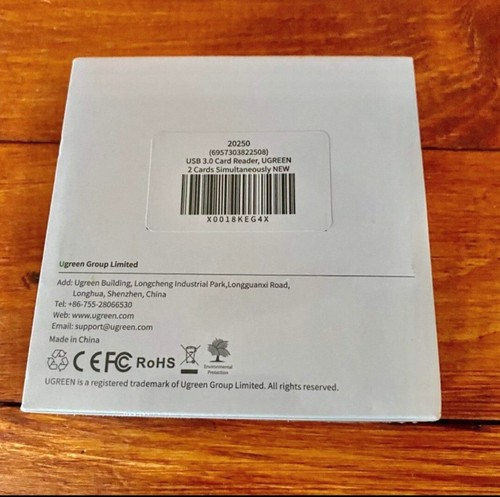 20250
(6957303822508)
USB 3.0 Card Reader, UGREEN
2 Cards Simultaneously NEW
X0018KEG4X
Ugreen Group Limited
Add: Ugreen Building, Longcheng Industrial Park,Longguanxi Road,
Longhua, Shenzhen, China
Tel: +86-755-28066530
Web: www.ugreen.com
Email: support@ugreen.com
Made in China
CE FC RoHS Environmental
Protection
UGREEN is a registered trademark of Ugreen Group Limited. All rights reserved.